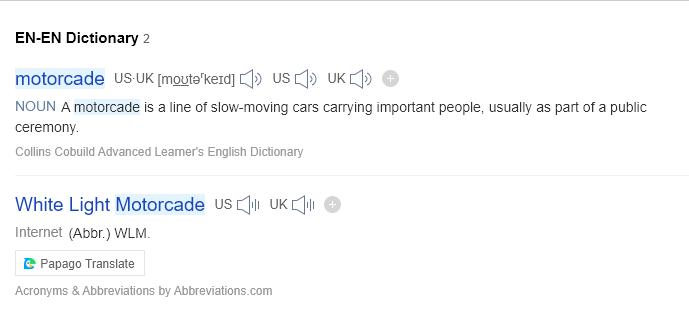 EN-EN Dictionary 2
motorcade US·UK [moʊtəʳkeɪd] US UK
NOUN A motorcade is a line of slow-moving cars carrying important people, usually as part of a public
ceremony.
Collins Cobuild Advanced Learner's English Dictionary
White Light Motorcade US UK
Internet (Abbr.) WLM.
Papago Translate
Acronyms & Abbreviations by Abbreviations.com